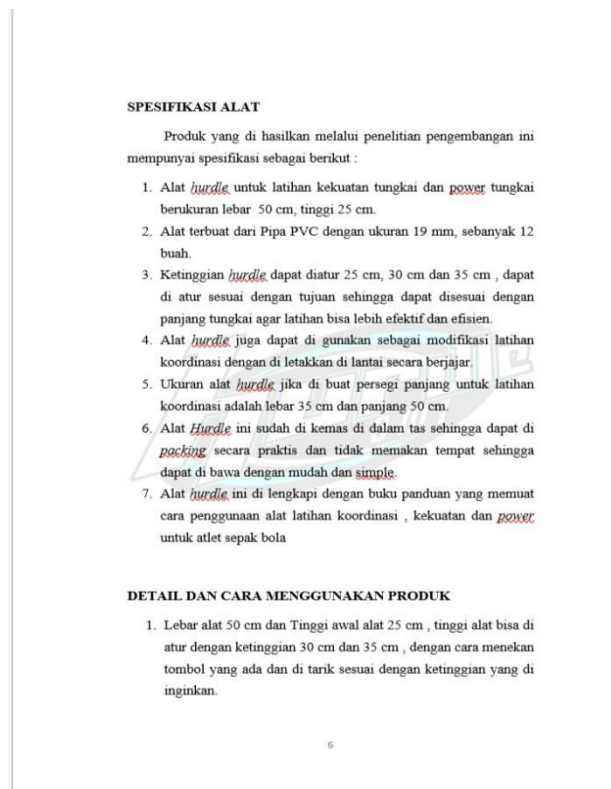 SPESIFIKASI ALAT
Produk yang di hasilkan melalui penelitian pengembangan ini
mempunyai spesifikasi sebagai berikut :
1. Alat hurdle untuk latihan kekuatan tungkai dan power tungkai
berukuran lebar 50 cm, tinggi 25 cm.
2. Alat terbuat dari Pipa PVC dengan ukuran 19 mm, sebanyak 12
buah.
3. Ketinggian hurdle dapat diatur 25 cm, 30 cm dan 35 cm , dapat
di atur sesuai dengan tujuan sehingga dapat disesuai dengan
panjang tungkai agar latihan bisa lebih efektif dan efisien.
4. Alat hurdle juga dapat di gunakan sebagai modifikasi latihan
koordinasi dengan di letakkan di lantai secara berjajar.
5. Ukuran alat hurdle jika di buat persegi panjang untuk latihan
koordinasi adalah lebar 35 cm dan panjang 50 cm.
6. Alat Hurdle ini sudah di kemas di dalam tas sehingga dapat di
packing secara praktis dan tidak memakan tempat sehingga
dapat di bawa dengan mudah dan simple.
7. Alat hurdle ini di lengkapi dengan buku panduan yang memuat
cara penggunaan alat latihan koordinasi , kekuatan dan power
untuk atlet sepak bola
DETAIL DAN CARA MENGGUNAKAN PRODUK
1. Lebar alat 50 cm dan Tinggi awal alat 25 cm , tinggi alat bisa di
atur dengan ketinggian 30 cm dan 35 cm , dengan cara menekan
tombol yang ada dan di tarik sesuai dengan ketinggian yang di
inginkan.
6